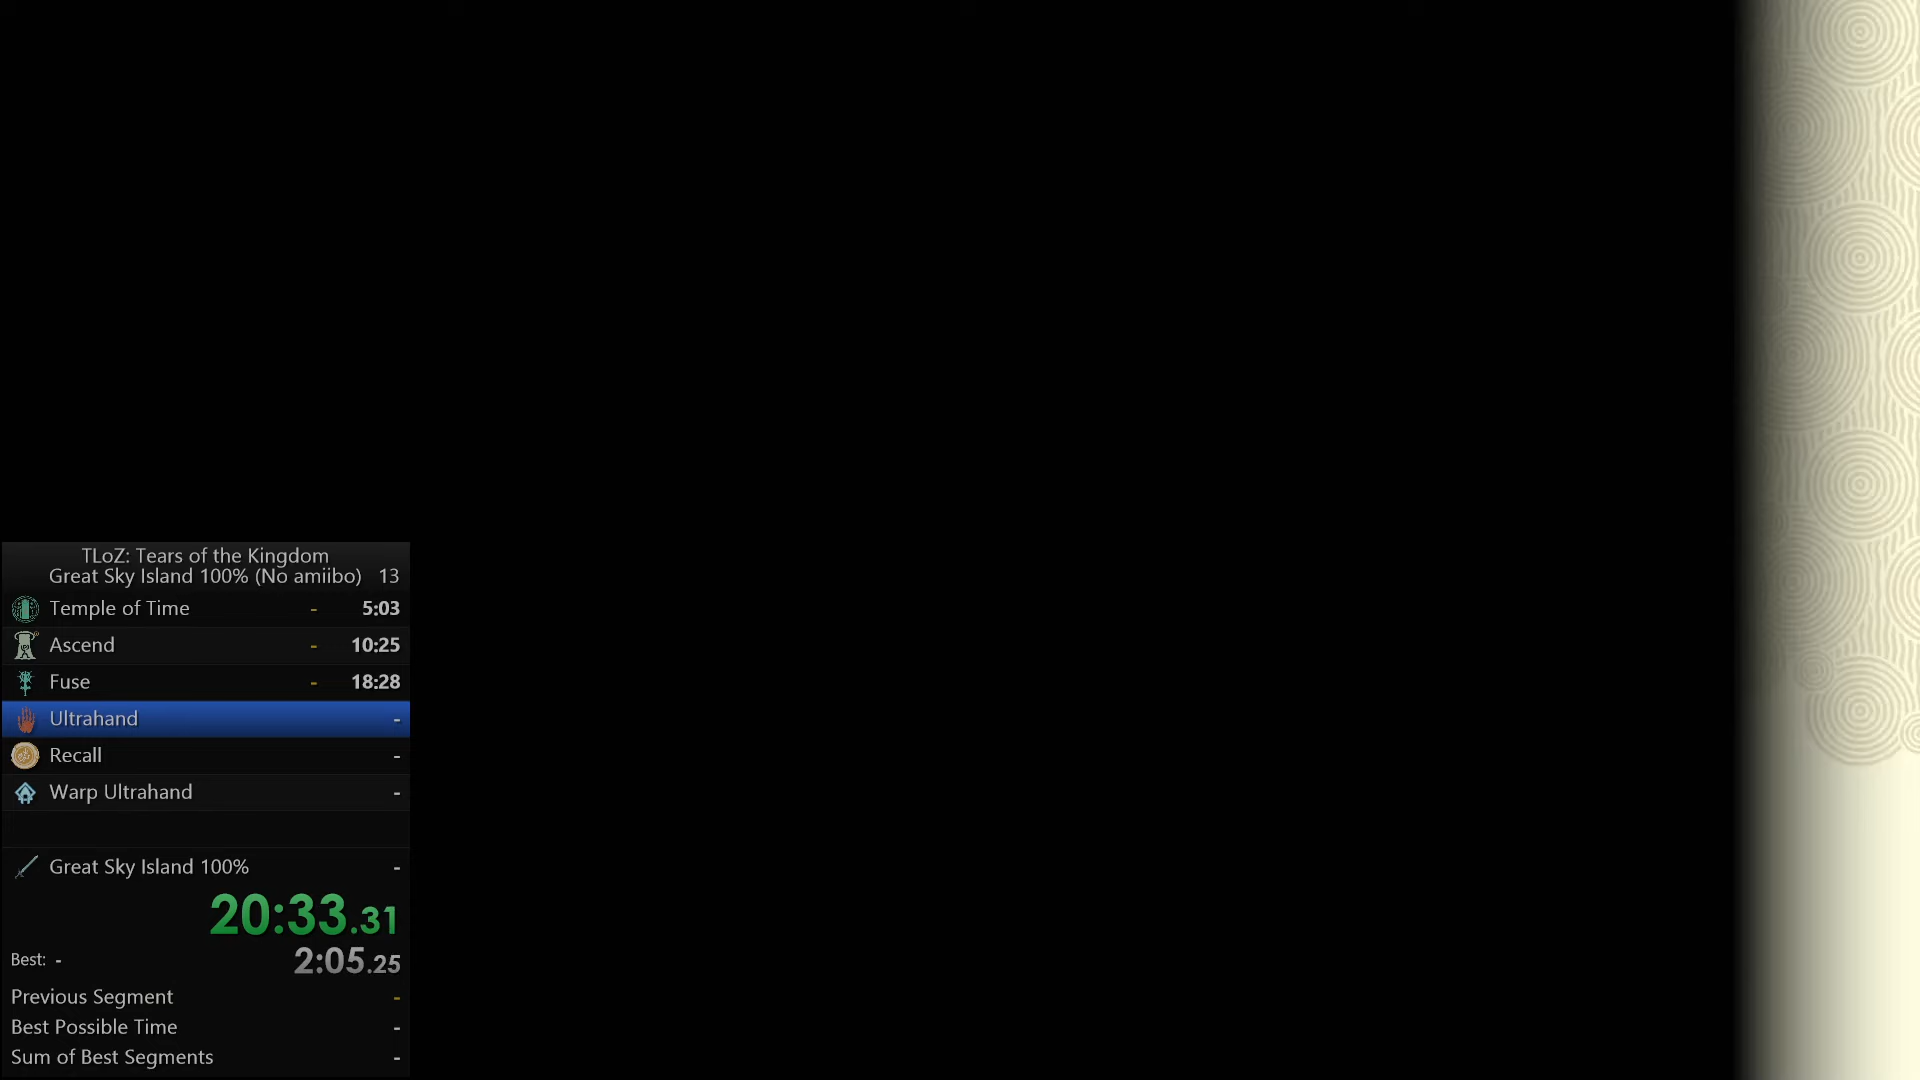 TLoZ: Tears of the Kingdom
Great Sky Island 100% (No amiibo) 13
Temple of Time - 5:03
Ascend - 10:25
Fuse - 18:28
Ultrahand -
Recall -
Warp Ultrahand -
Great Sky Island 100% -
20:33.31
Best: - 2:05.25
Previous Segment -
Best Possible Time -
Sum of Best Segments -